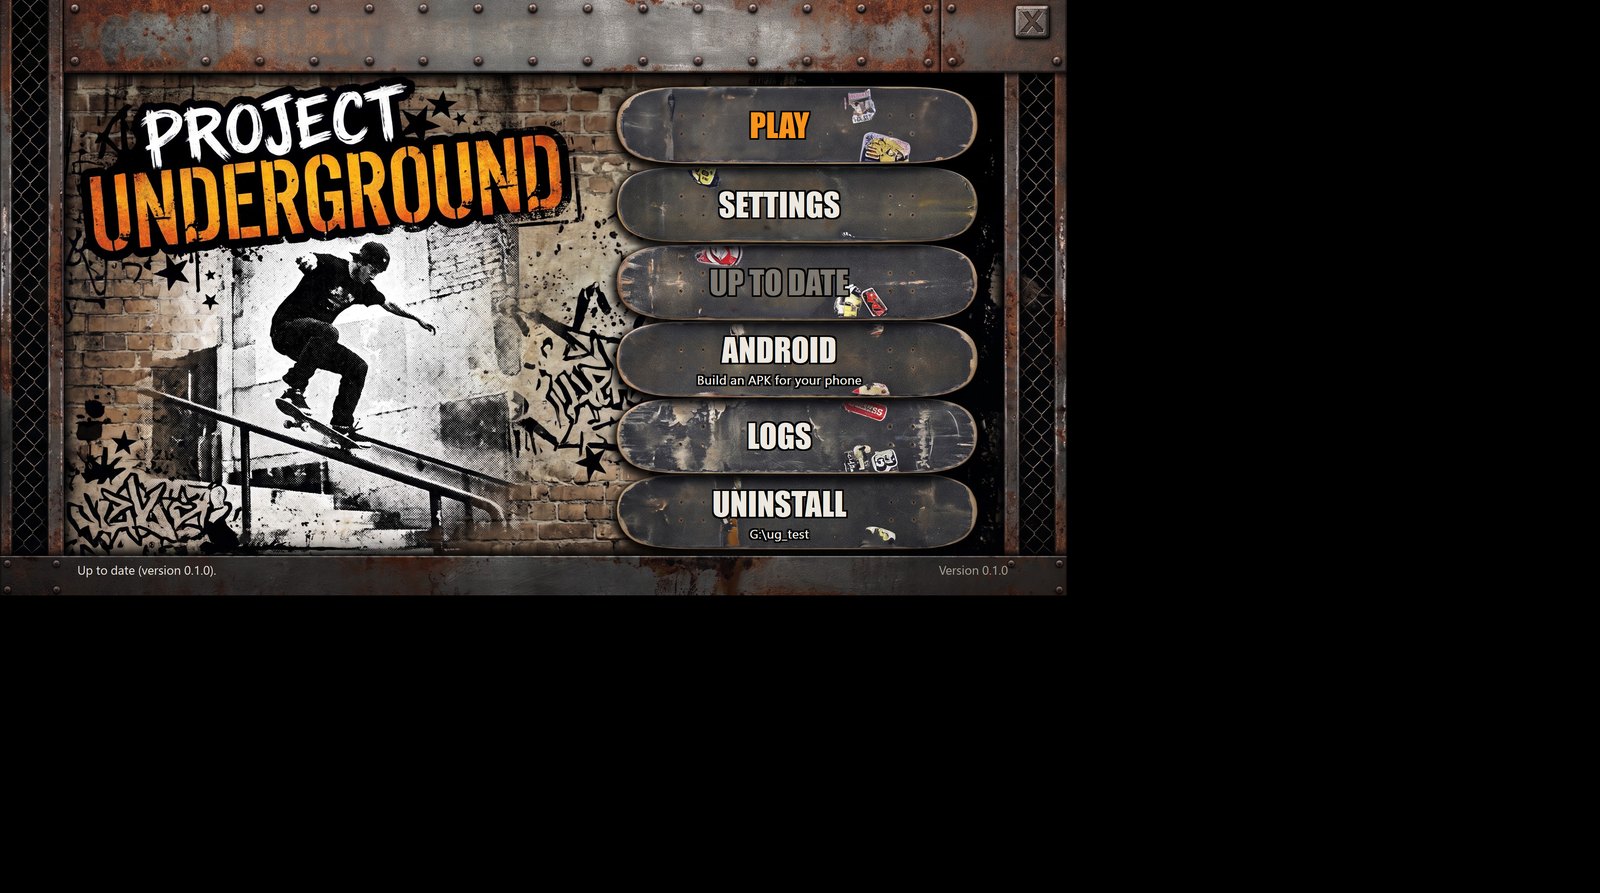 PROJECT
UNDERGROUND
PLAY
SETTINGS
UP TO DATE
ANDROID
Build an APK for your phone
LOGS
UNINSTALL
G:\ug_test
Up to date (version 0.1.0).
Version 0.1.0
X